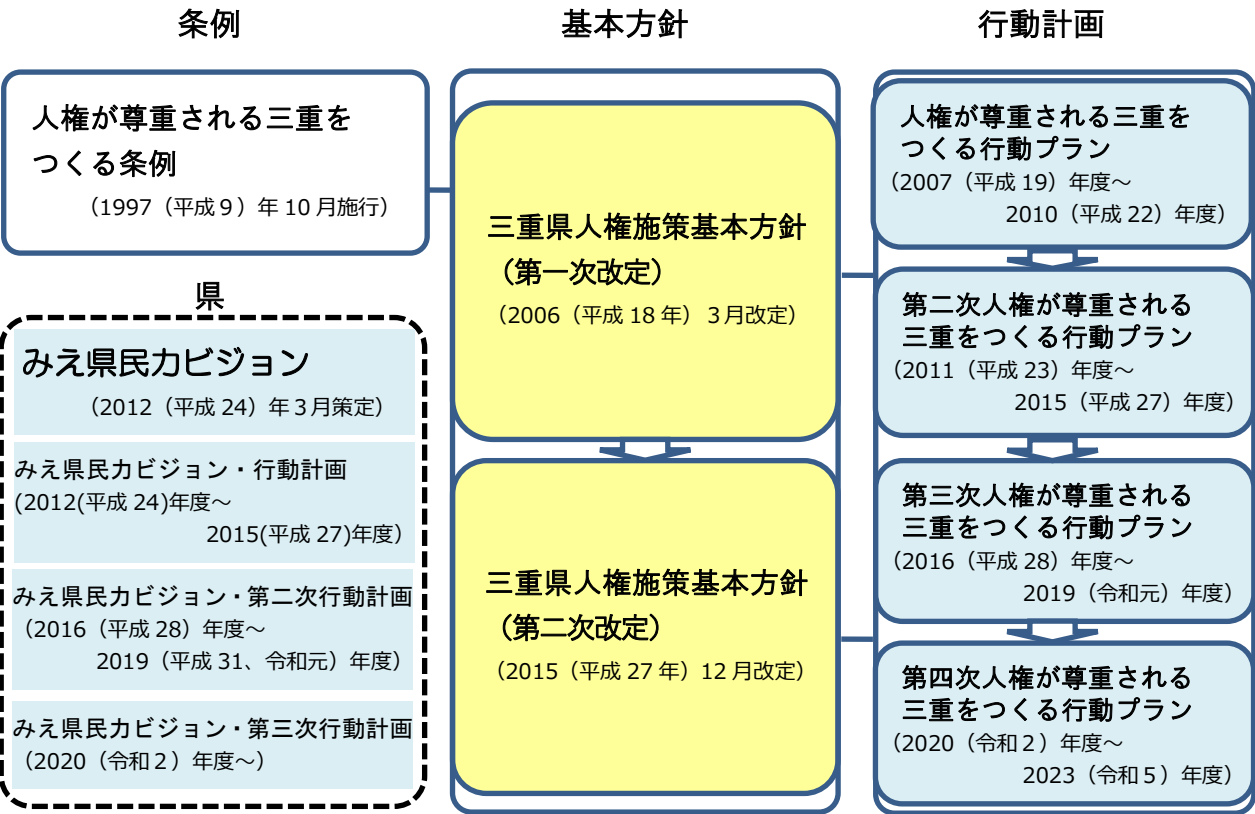 条例
人権が尊重される三重を
つくる条例
（1997（平成９）年 10 月施行）
県
みえ県民力ビジョン
（2012（平成 24）年３月策定）
みえ県民力ビジョン・行動計画
(2012(平成 24)年度～
2015(平成 27)年度）
みえ県民力ビジョン・第二次行動計画
（2016（平成 28）年度～
2019（平成 31、令和元）年度）
みえ県民力ビジョン・第三次行動計画
（2020（令和２）年度～）
基本方針
三重県人権施策基本方針
（第一次改定）
（2006（平成 18 年）３月改定）
三重県人権施策基本方針
（第二次改定）
（2015（平成 27 年）12 月改定）
行動計画
人権が尊重される三重を
つくる行動プラン
（2007（平成 19）年度～
2010（平成 22）年度）
第二次人権が尊重される
三重をつくる行動プラン
（2011（平成 23）年度～
2015（平成 27）年度）
第三次人権が尊重される
三重をつくる行動プラン
（2016（平成 28）年度～
2019（令和元）年度）
第四次人権が尊重される
三重をつくる行動プラン
（2020（令和２）年度～
2023（令和５）年度）